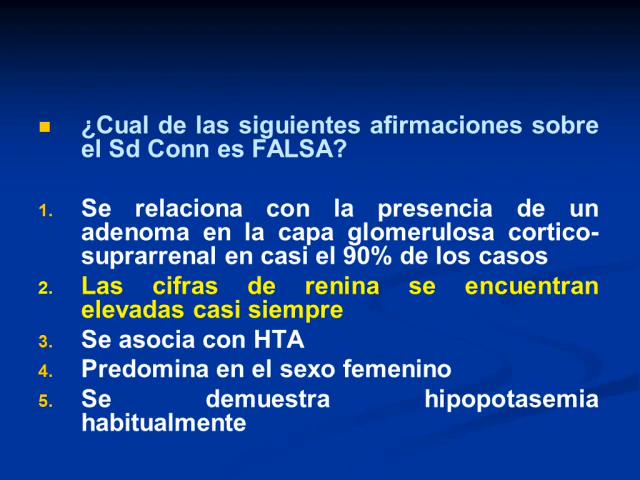 ¿Cual de las siguientes afirmaciones sobre
el Sd Conn es FALSA?
1. Se relaciona con la presencia de un
adenoma en la capa glomerulosa cortico-
suprarrenal en casi el 90% de los casos
2. Las cifras de renina se encuentran
elevadas casi siempre
3. Se asocia con HTA
4. Predomina en el sexo femenino
5. Se demuestra hipopotasemia
habitualmente